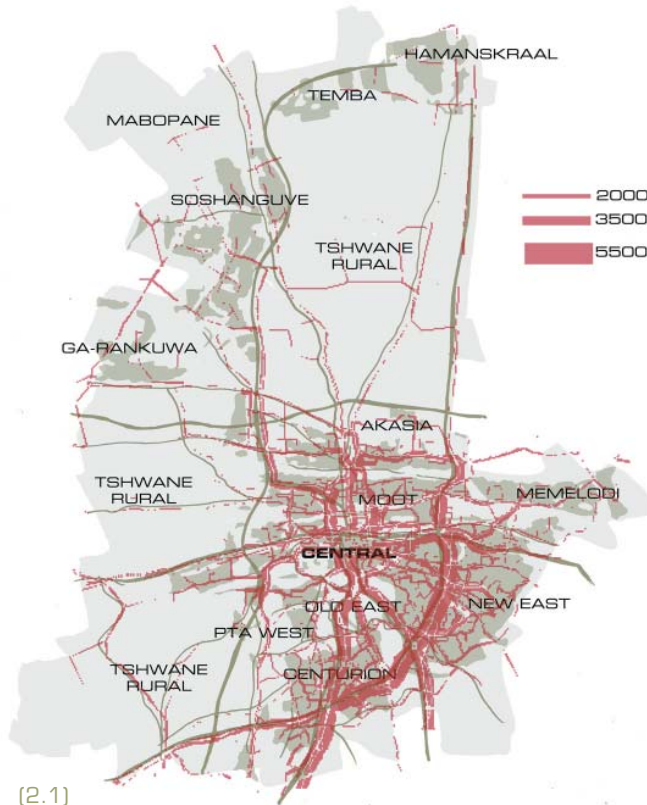 HAMANSKRAAL
TEMBA
MABOPANE
SOSHANGUVE
2000
3500
5500
TSHWANE
RURAL
GA-RANKUWA
AKASIA
TSHWANE
RURAL
MOOT
MEMELODI
CENTRAL
OLD EAST
NEW EAST
PTA WEST
TSHWANE
RURAL
CENTURION
(2.1)